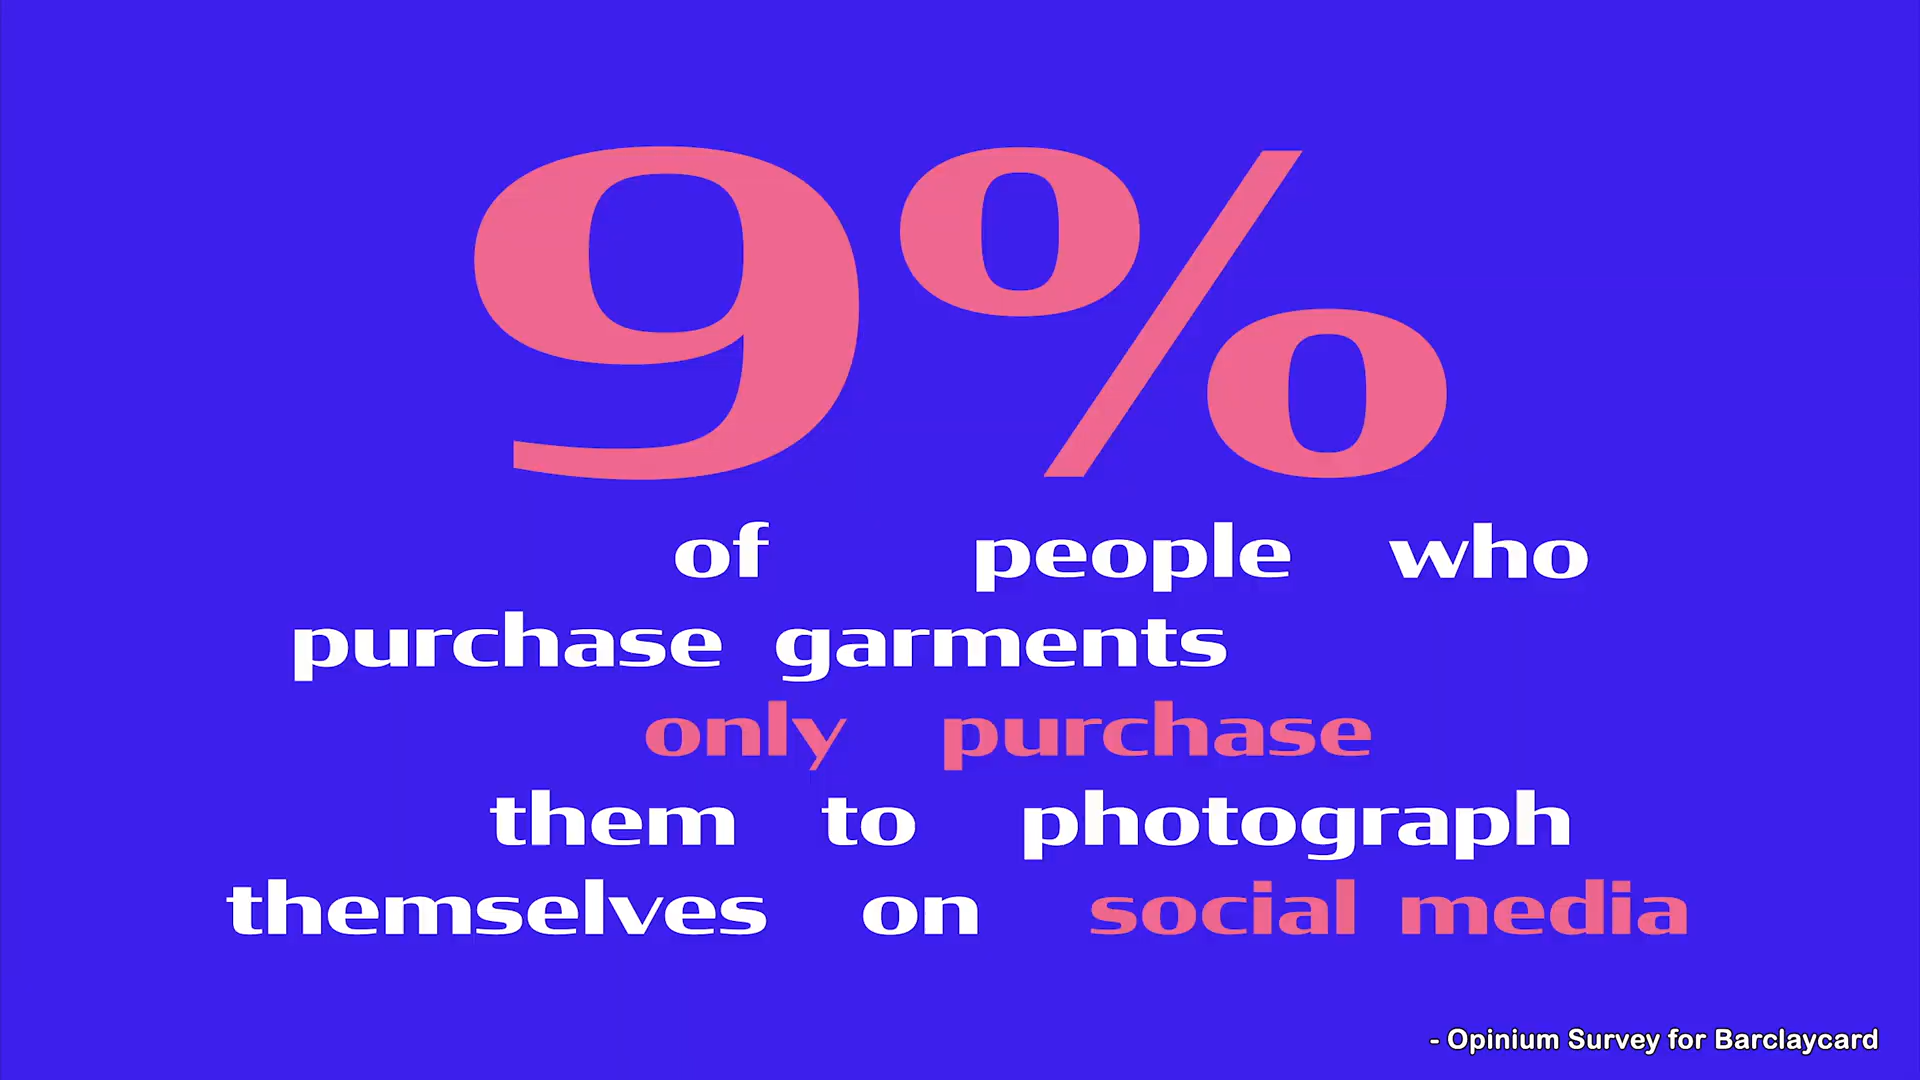 9%
of people who
purchase garments
only purchase
them to photograph
themselves on social media
- Opinium Survey for Barclaycard